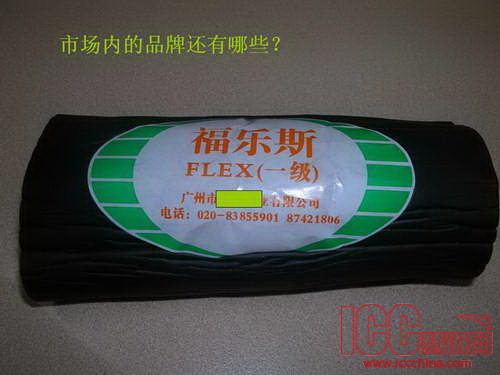 市场内的品牌还有哪些？
福乐斯
FLEX(一级)
广州市 业有限公司
电话：020-83855901 87421806
ICC
www.iccchina.com